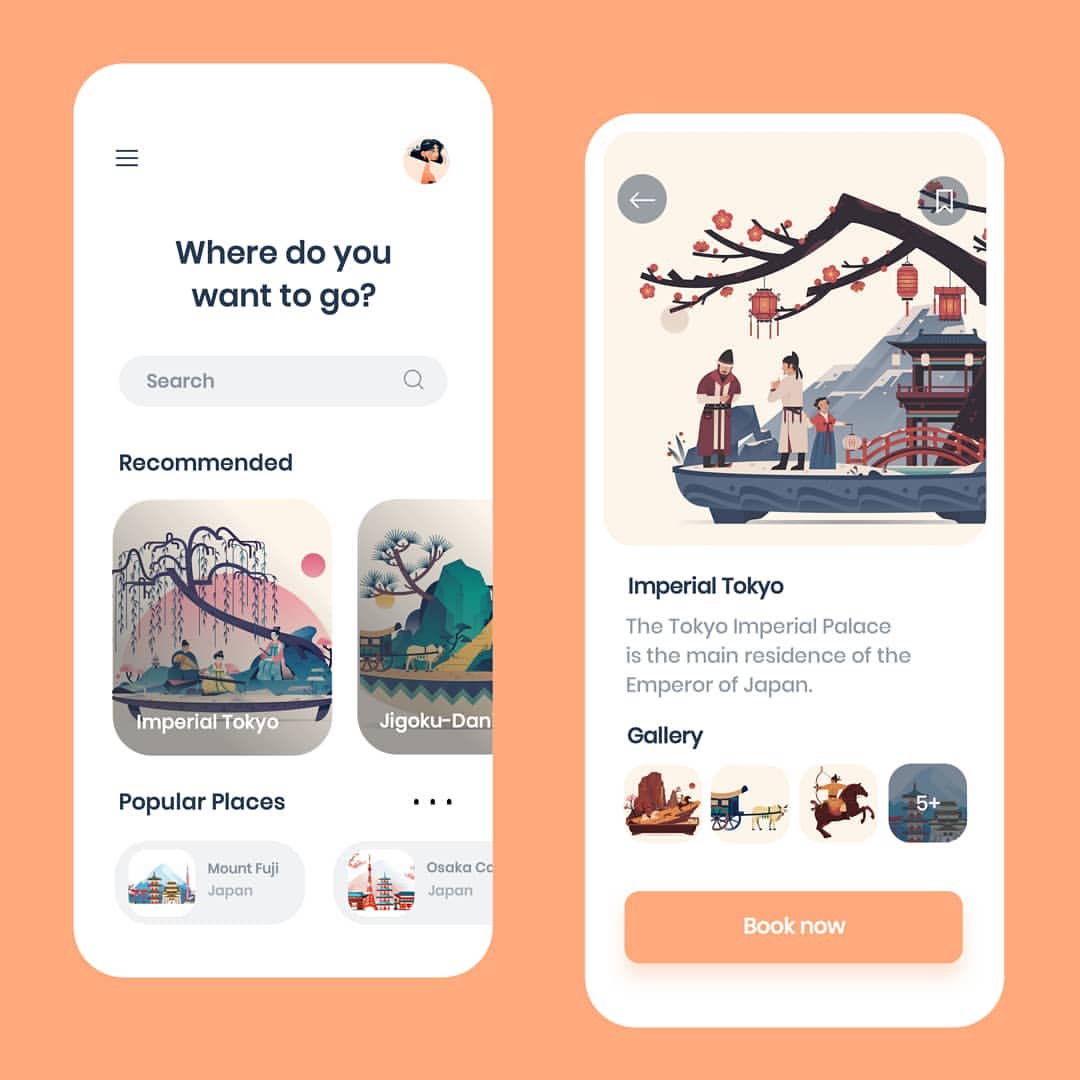 Where do you
want to go?
Search
Recommended
Imperial Tokyo
Jigoku-Dan
Popular Places
Mount Fuji
Japan
Osaka Ca
Japan
Imperial Tokyo
The Tokyo Imperial Palace
is the main residence of the
Emperor of Japan.
Gallery
5+
Book now